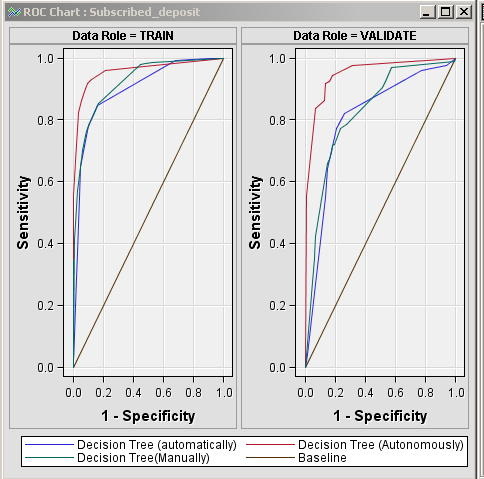 ROC Chart : Subscribed_deposit
Data Role = TRAIN
Data Role = VALIDATE
Sensitivity
1.0
0.8
0.6
0.4
0.2
0.0
0.0 0.2 0.4 0.6 0.8 1.0
1 - Specificity
Sensitivity
1.0
0.8
0.6
0.4
0.2
0.0
0.0 0.2 0.4 0.6 0.8 1.0
1 - Specificity
Decision Tree (automatically)
Decision Tree (Autonomously)
Decision Tree(Manually)
Baseline